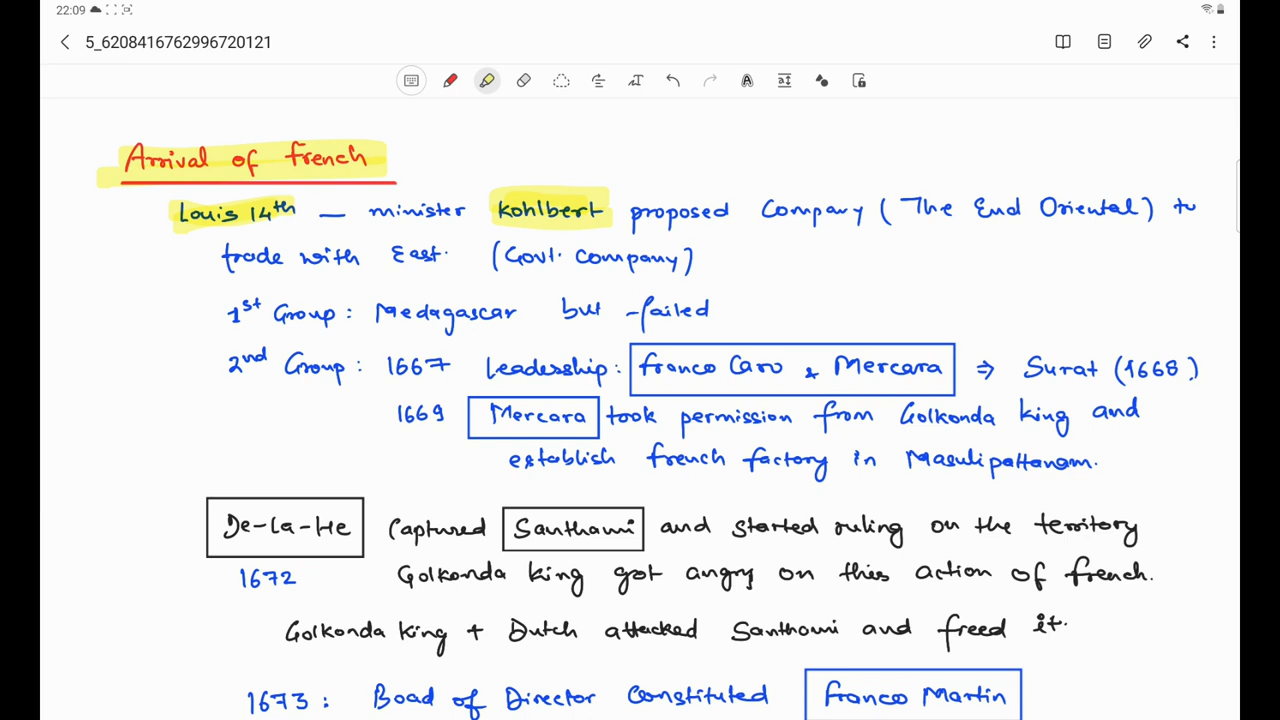 22:09
5_6208416762996720121
Arrival of french
Louis 14th — minister Kohlbert proposed Company (The End Oriental) to
trade with East. (Govt. company)
1st Group: Medagascar but failed
2nd Group: 1667 Leadership: Franco Caro & Mercara ⇒ Surat (1668)
1669 Mercara took permission from Golkonda king and
establish french factory in Masulipattanam.
De-La-He Captured Santhami and started ruling on the territory
1672 Golkonda king got angry on this action of french.
Golkonda king + Dutch attacked Santhomi and freed it.
1673: Boad of Director Constituted Franco Martin